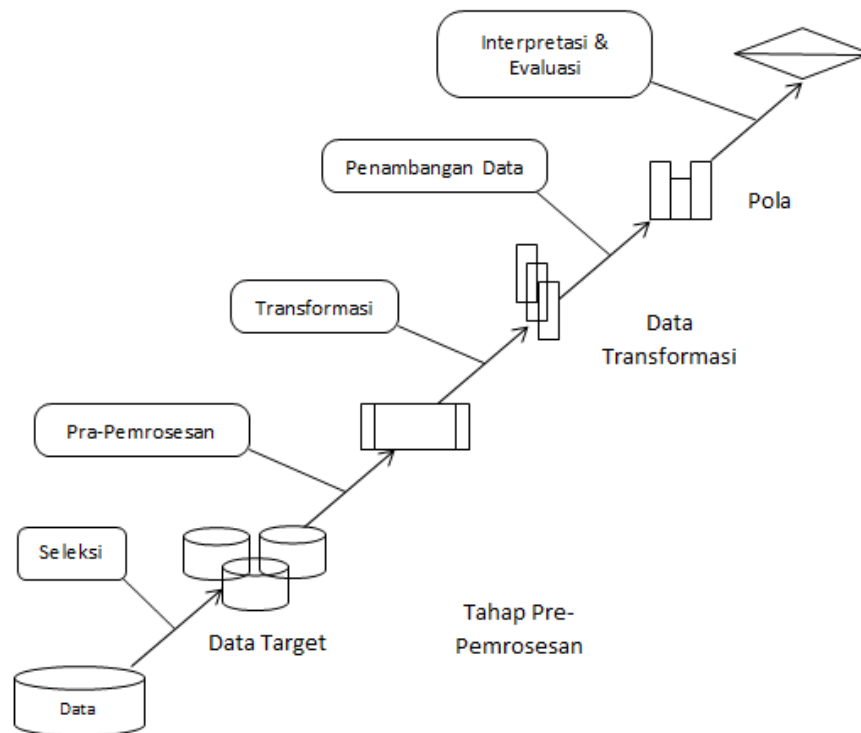 Interpretasi &
Evaluasi
Penambangan Data
Pola
Transformasi
Data
Transformasi
Pra-Pemrosesan
Seleksi
Data Target
Tahap Pre-
Pemrosesan
Data